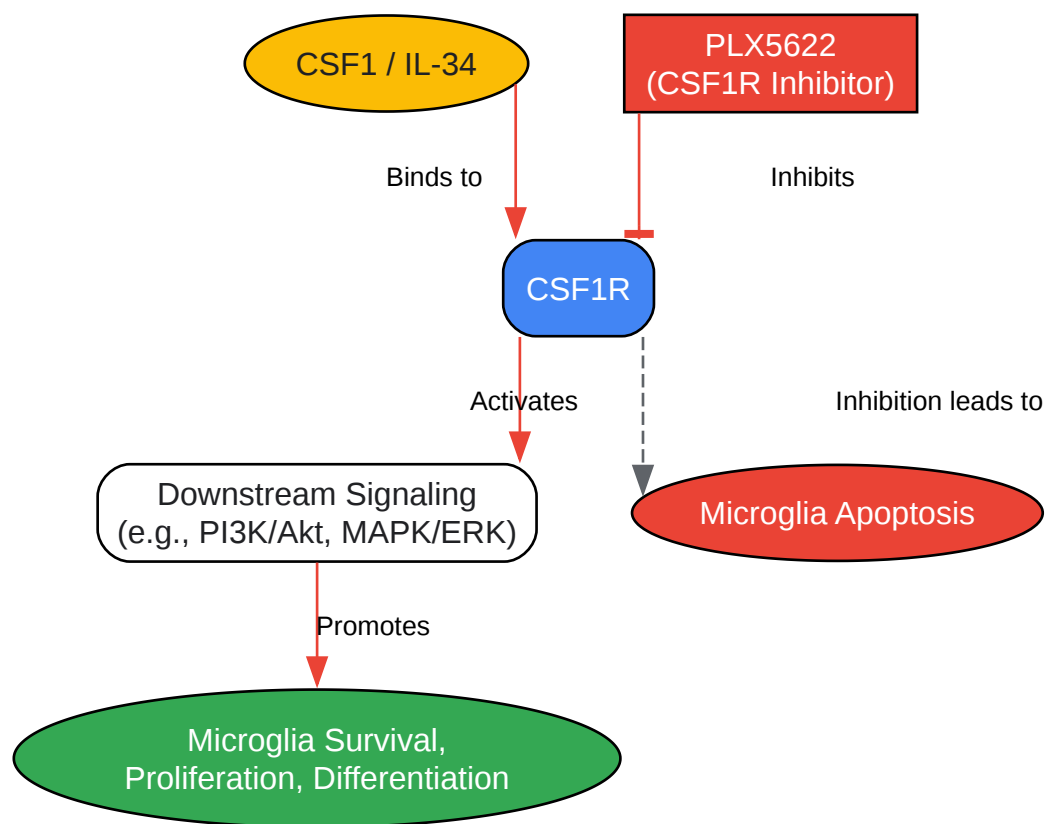 CSF1 / IL-34
PLX5622
(CSF1R Inhibitor)
Binds to
Inhibits
CSF1R
Activates
Inhibition leads to
Downstream Signaling
(e.g., PI3K/Akt, MAPK/ERK)
Microglia Apoptosis
Promotes
Microglia Survival,
Proliferation, Differentiation